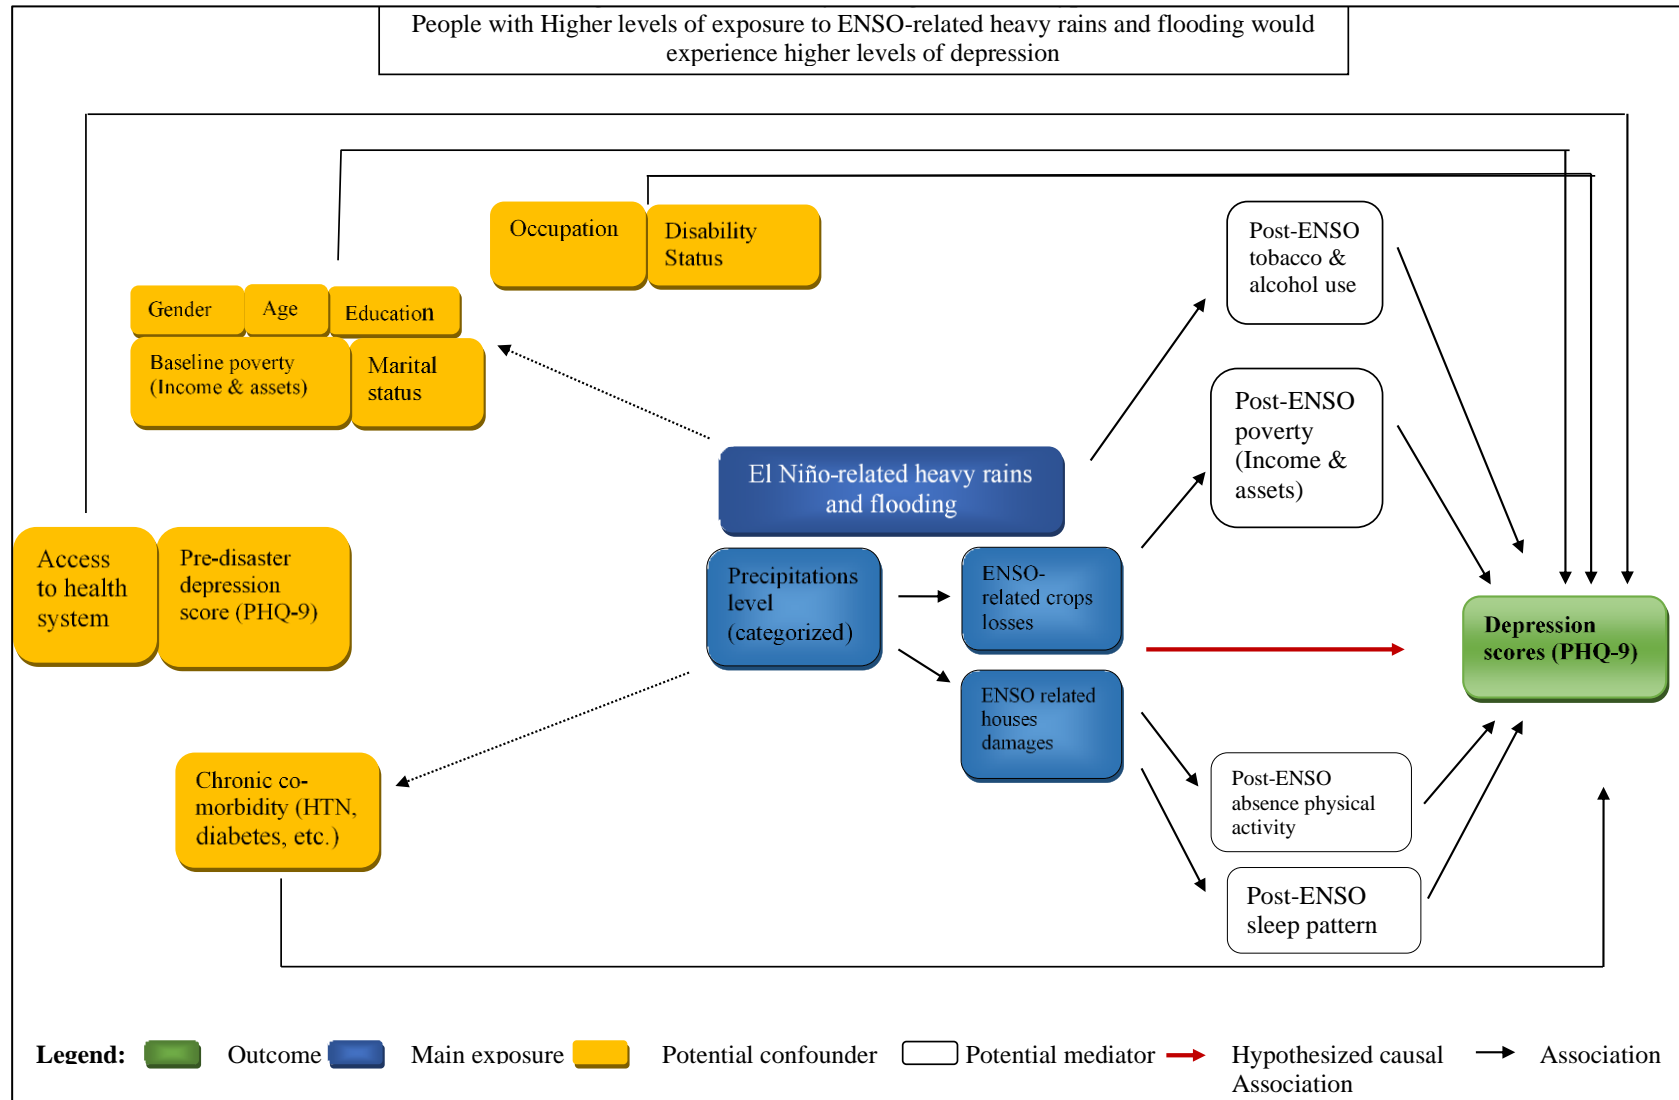 People with Higher levels of exposure to ENSO-related heavy rains and flooding would
experience higher levels of depression
Occupation
Disability
Status
Post-ENSO
tobacco &
alcohol use
Gender
Age
Education
Baseline poverty
(Income & assets)
Marital
status
Post-ENSO
poverty
(Income &
assets)
El Niño-related heavy rains
and flooding
Access
to health
system
Pre-disaster
depression
score (PHQ-9)
Precipitations
level
(categorized)
ENSO-
related crops
losses
Depression
scores (PHQ-9)
ENSO related
houses
damages
Chronic co-
morbidity (HTN,
diabetes, etc.)
Post-ENSO
absence physical
activity
Post-ENSO
sleep pattern
Legend:
Outcome
Main exposure
Potential confounder
Potential mediator
Hypothesized causal
Association
Association